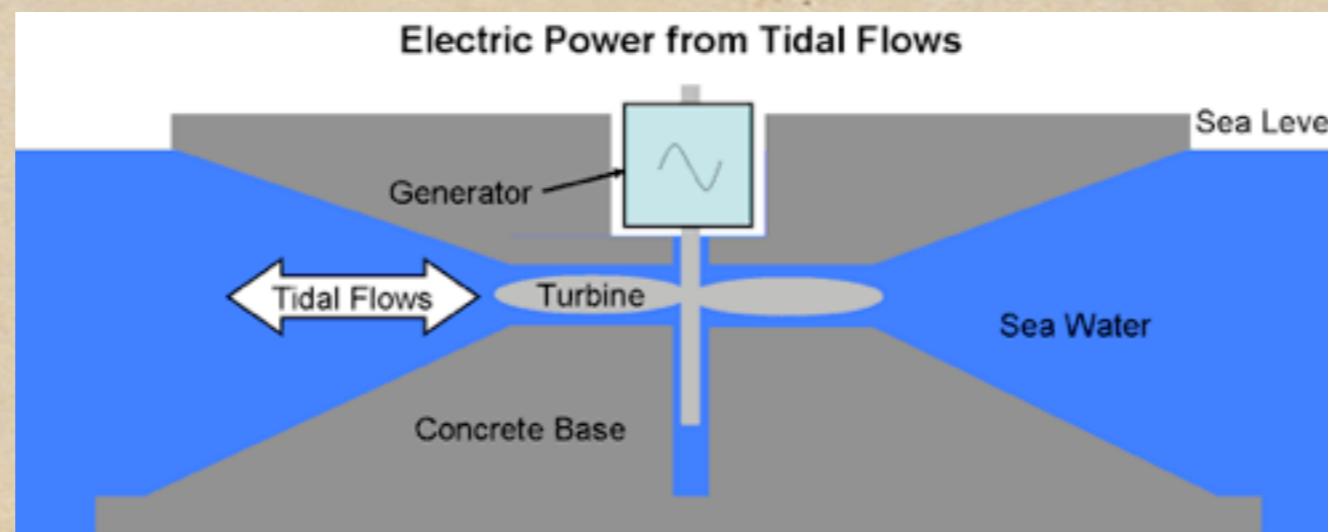 Electric Power from Tidal Flows
Sea Leve
Generator
Tidal Flows
Turbine
Sea Water
Concrete Base